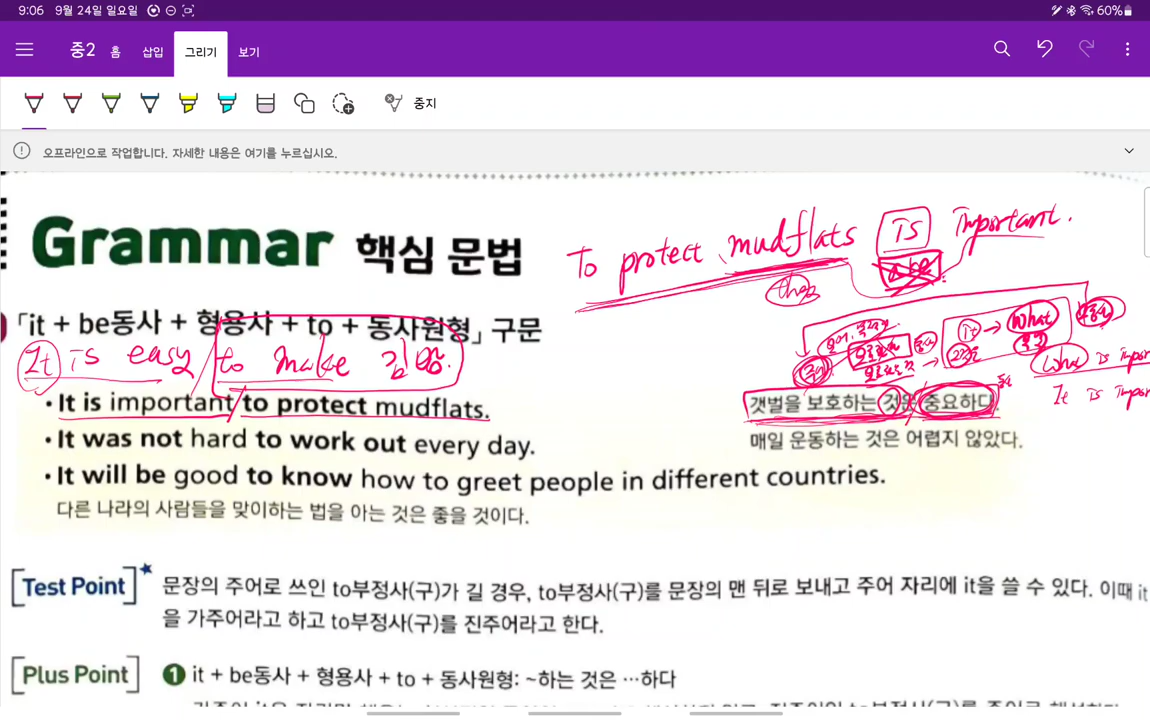 9:06 9월 24일 일요일 60%
중2 홈 삽입 그리기 보기
중지
오프라인으로 작업합니다. 자세한 내용은 여기를 누르십시오.
To protect mudflats is important.
Grammar 핵심 문법
「it + be동사 + 형용사 + to + 동사원형」 구문
It → What
It is easy to make 김밥.
What is impor
It is impor
• It is important to protect mudflats.
갯벌을 보호하는 것은 중요하다.
• It was not hard to work out every day.
매일 운동하는 것은 어렵지 않았다.
• It will be good to know how to greet people in different countries.
다른 나라의 사람들을 맞이하는 법을 아는 것은 좋을 것이다.
[Test Point]★ 문장의 주어로 쓰인 to부정사(구)가 길 경우, to부정사(구)를 문장의 맨 뒤로 보내고 주어 자리에 it을 쓸 수 있다. 이때 it
을 가주어라고 하고 to부정사(구)를 진주어라고 한다.
[Plus Point] 1 it + be동사 + 형용사 + to + 동사원형: ~하는 것은 …하다